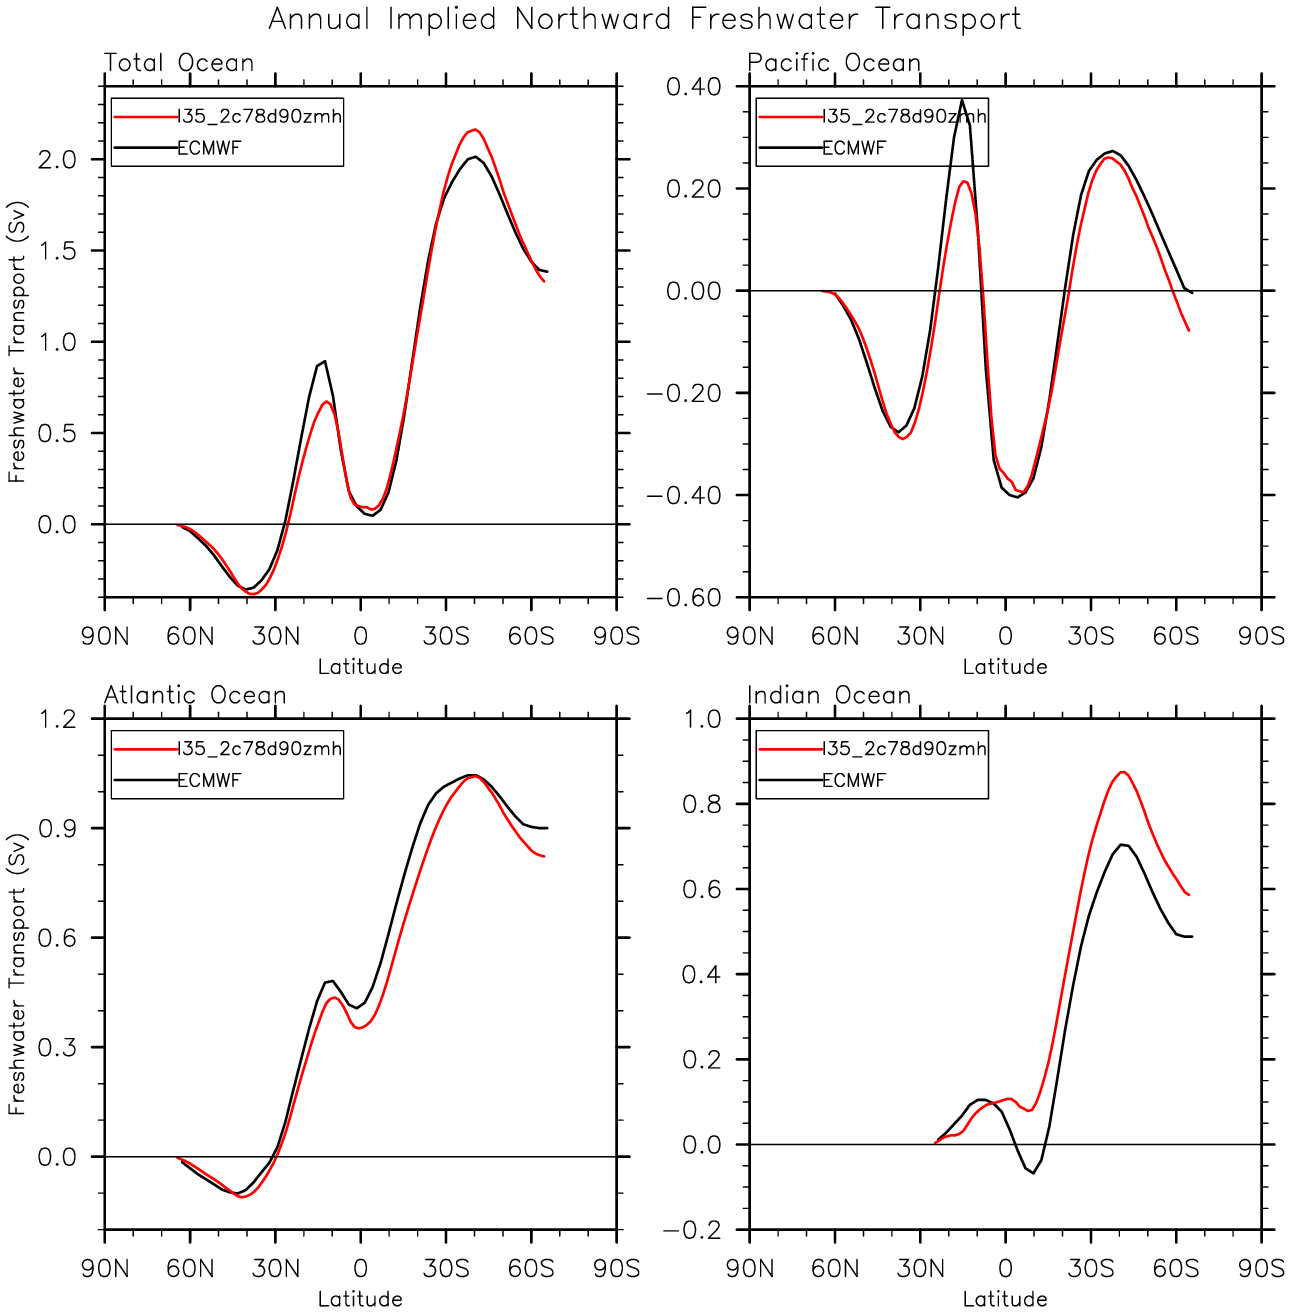 Annual Implied Northward Freshwater Transport
Total Ocean
I35_2c78d90zmh
ECMWF
Freshwater Transport (Sv)
2.0
1.5
1.0
0.5
0.0
90N 60N 30N 0 30S 60S 90S
Latitude
Pacific Ocean
I35_2c78d90zmh
ECMWF
0.40
0.20
0.00
−0.20
−0.40
−0.60
90N 60N 30N 0 30S 60S 90S
Latitude
Atlantic Ocean
I35_2c78d90zmh
ECMWF
Freshwater Transport (Sv)
1.2
0.9
0.6
0.3
0.0
90N 60N 30N 0 30S 60S 90S
Latitude
Indian Ocean
I35_2c78d90zmh
ECMWF
1.0
0.8
0.6
0.4
0.2
0.0
−0.2
90N 60N 30N 0 30S 60S 90S
Latitude